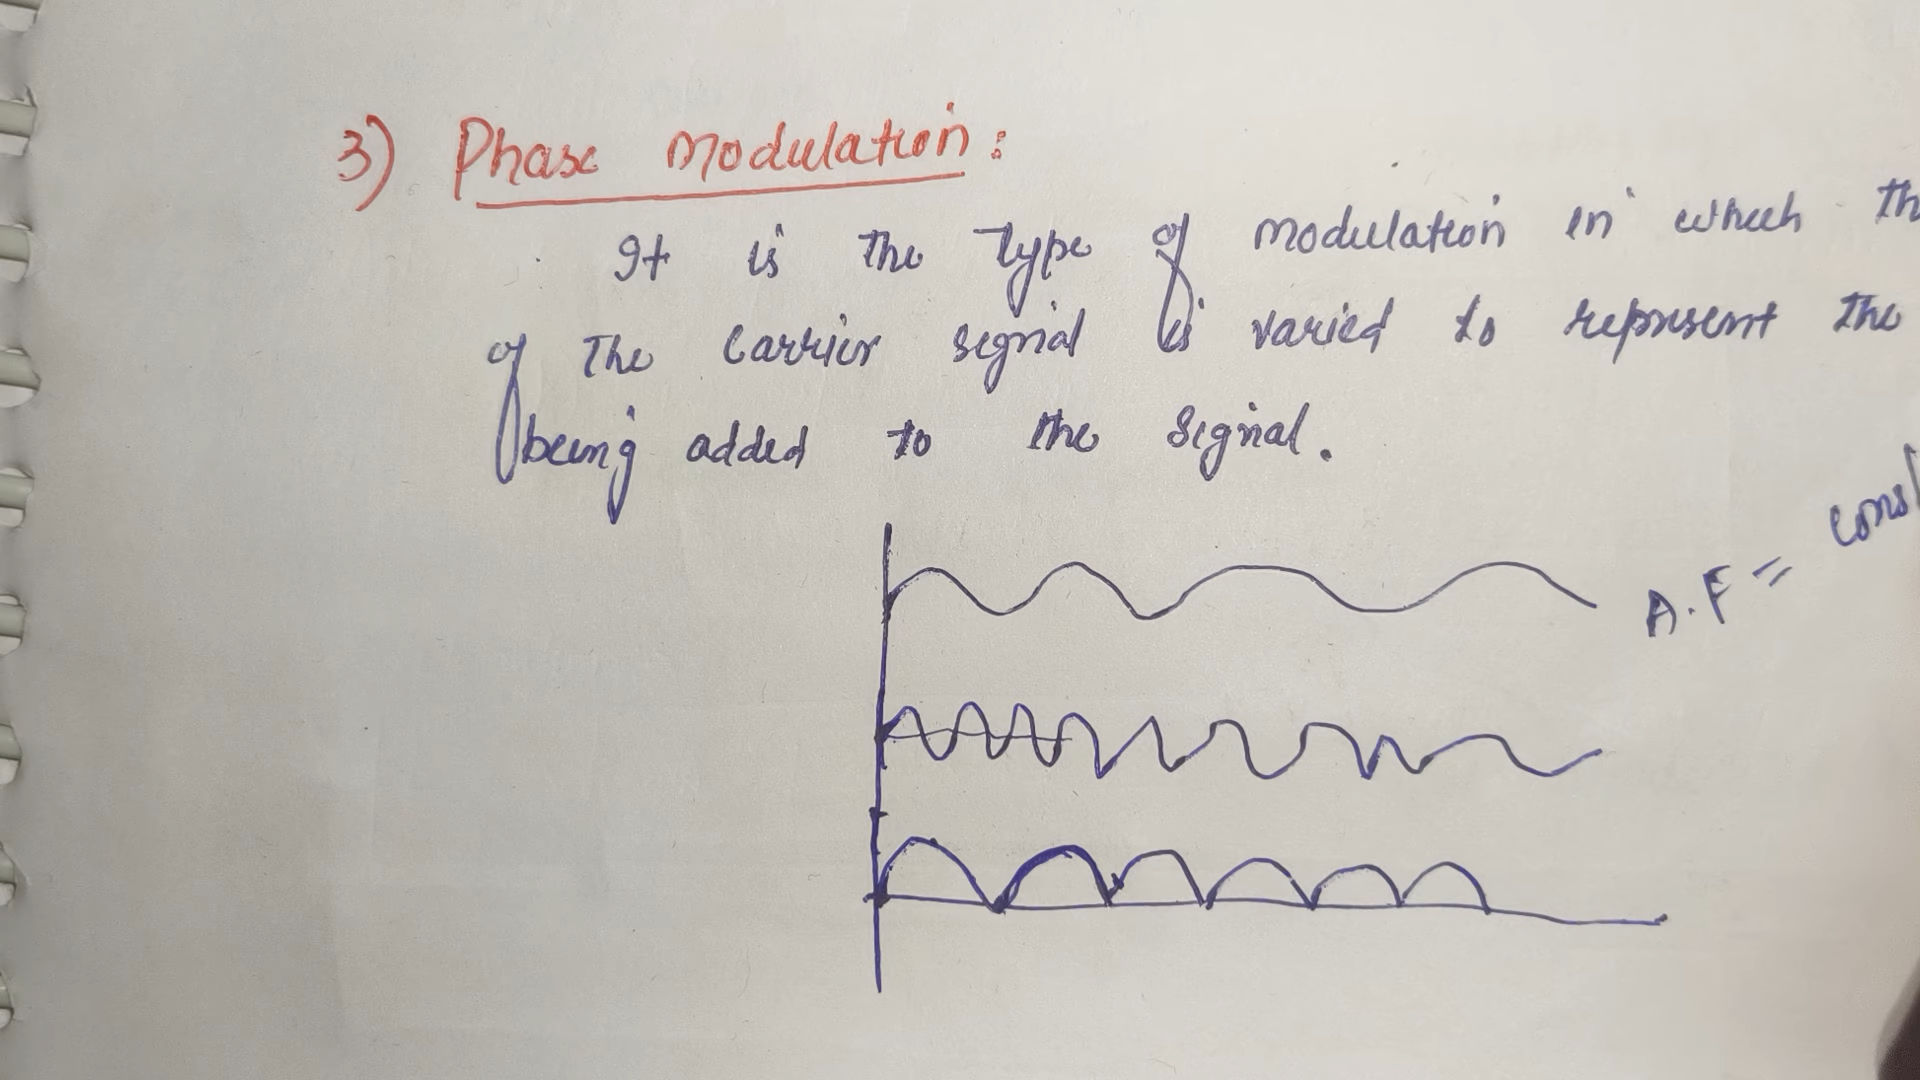 3) Phase Modulation:
It is the type of modulation in which th
of the carrier signal is varied to represent the
being added to the signal.
A.F = const